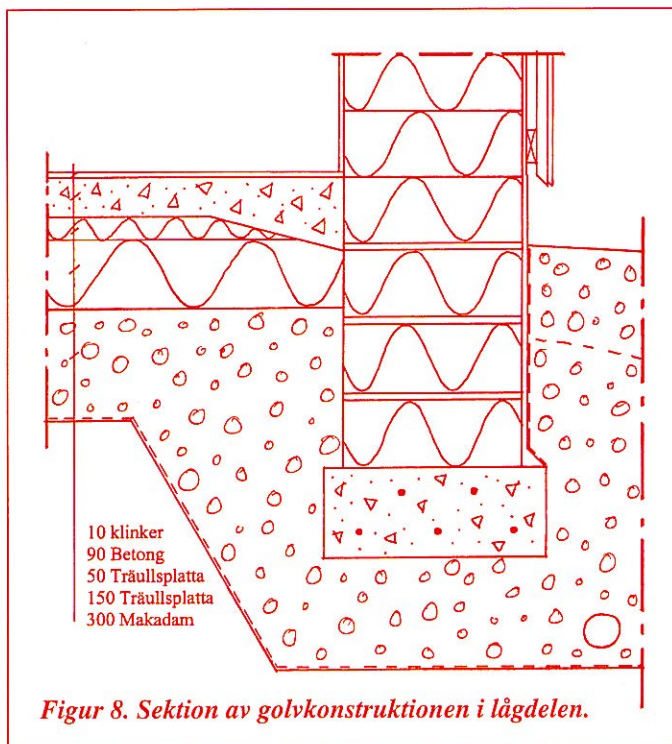 10 klinker
90 Betong
50 Träullsplatta
150 Träullsplatta
300 Makadam
Figur 8. Sektion av golvkonstruktionen i lågdelen.